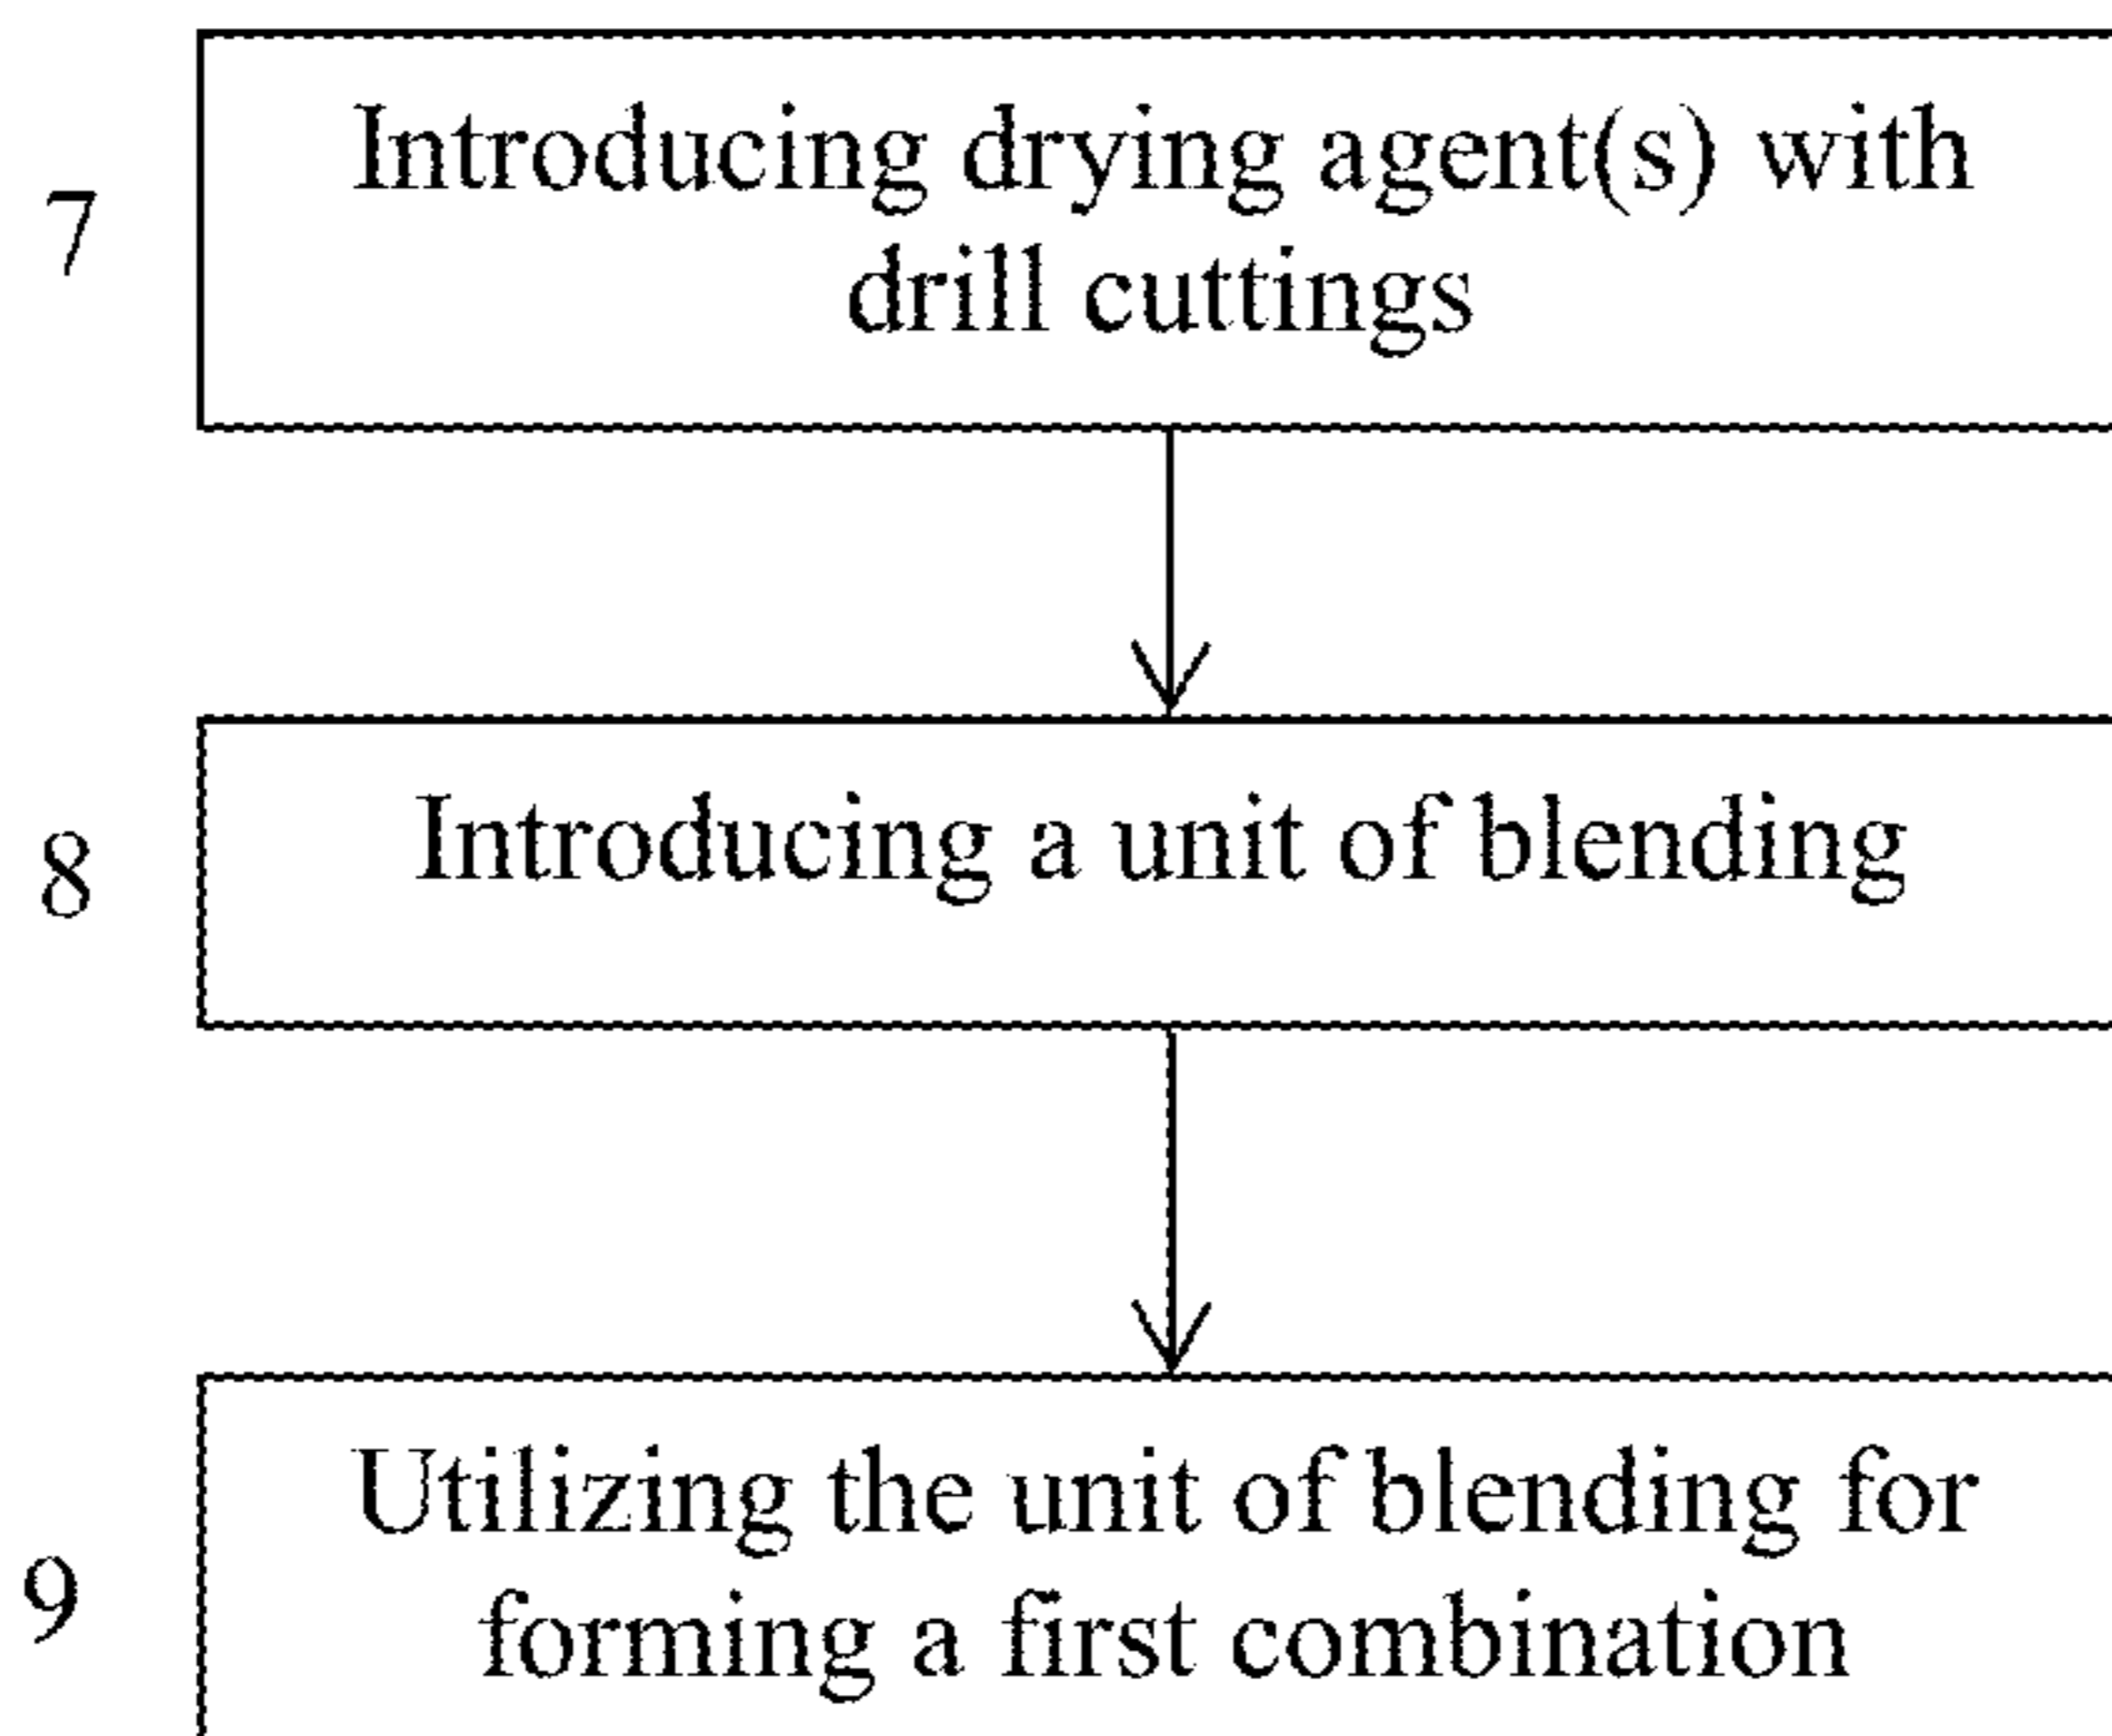 7
Introducing drying agent(s) with
drill cuttings
8
Introducing a unit of blending
9
Utilizing the unit of blending for
forming a first combination